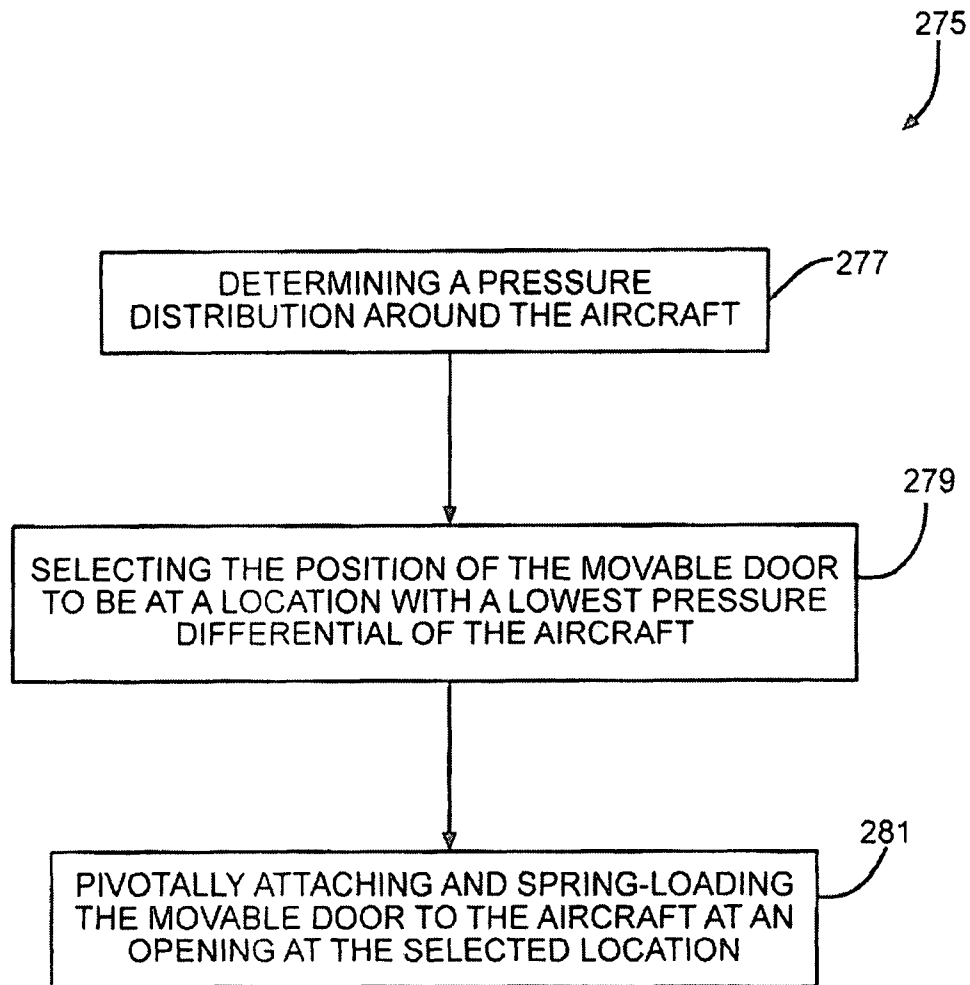 275
DETERMINING A PRESSURE
DISTRIBUTION AROUND THE AIRCRAFT
277
279
SELECTING THE POSITION OF THE MOVABLE DOOR
TO BE AT A LOCATION WITH A LOWEST PRESSURE
DIFFERENTIAL OF THE AIRCRAFT
281
PIVOTALLY ATTACHING AND SPRING-LOADING
THE MOVABLE DOOR TO THE AIRCRAFT AT AN
OPENING AT THE SELECTED LOCATION